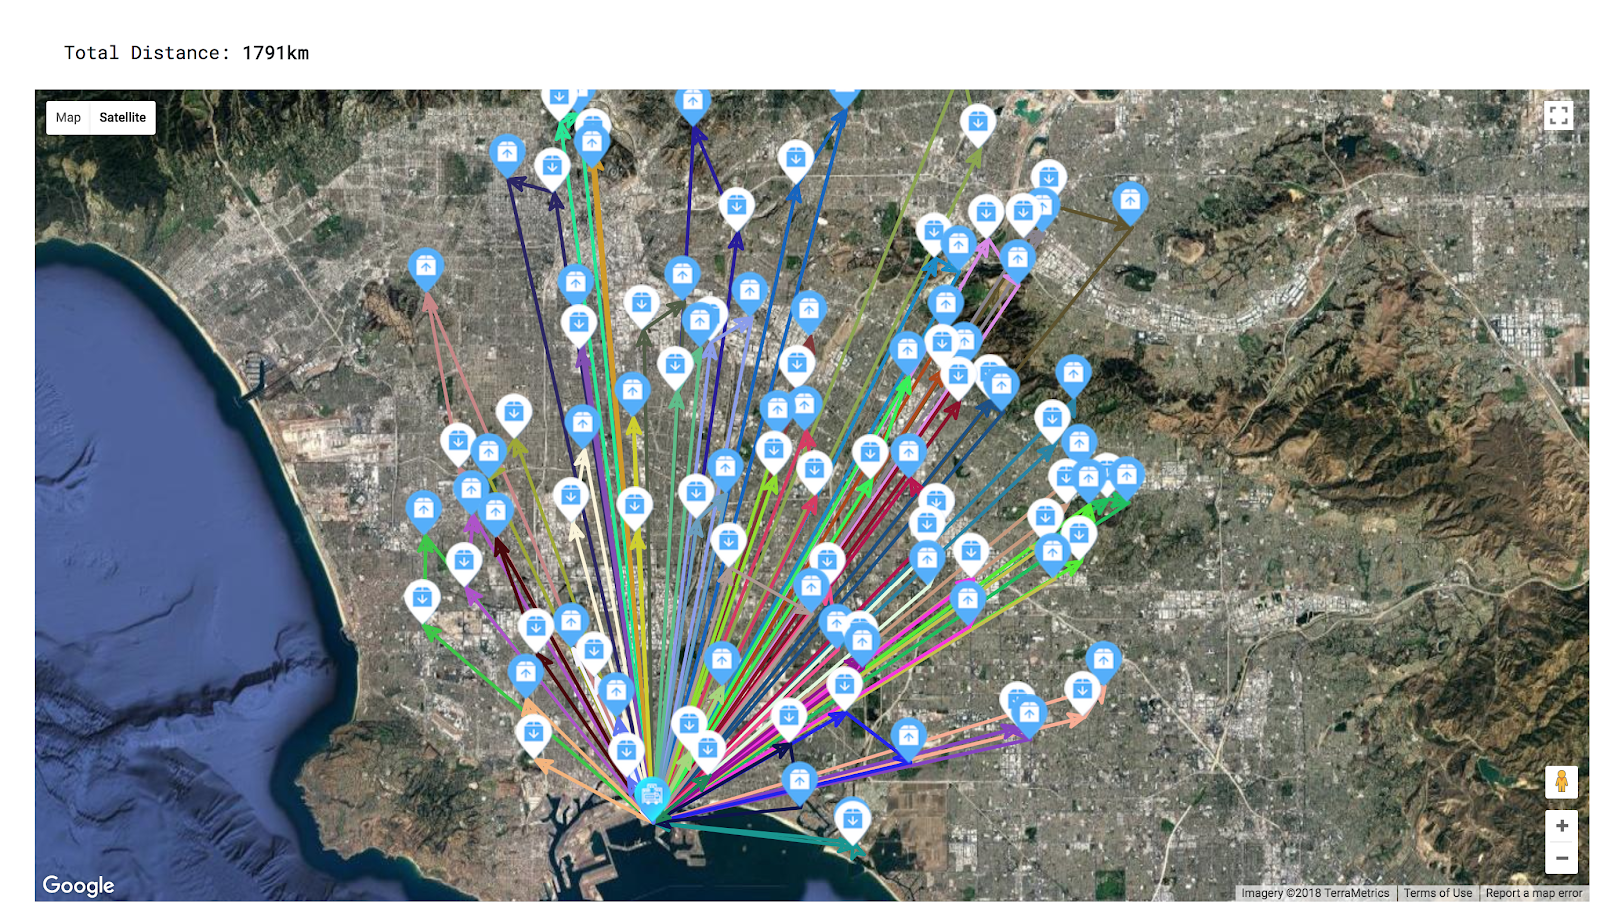 Total Distance: 1791km
Map Satellite
Google
Imagery ©2018 TerraMetrics Terms of Use Report a map error